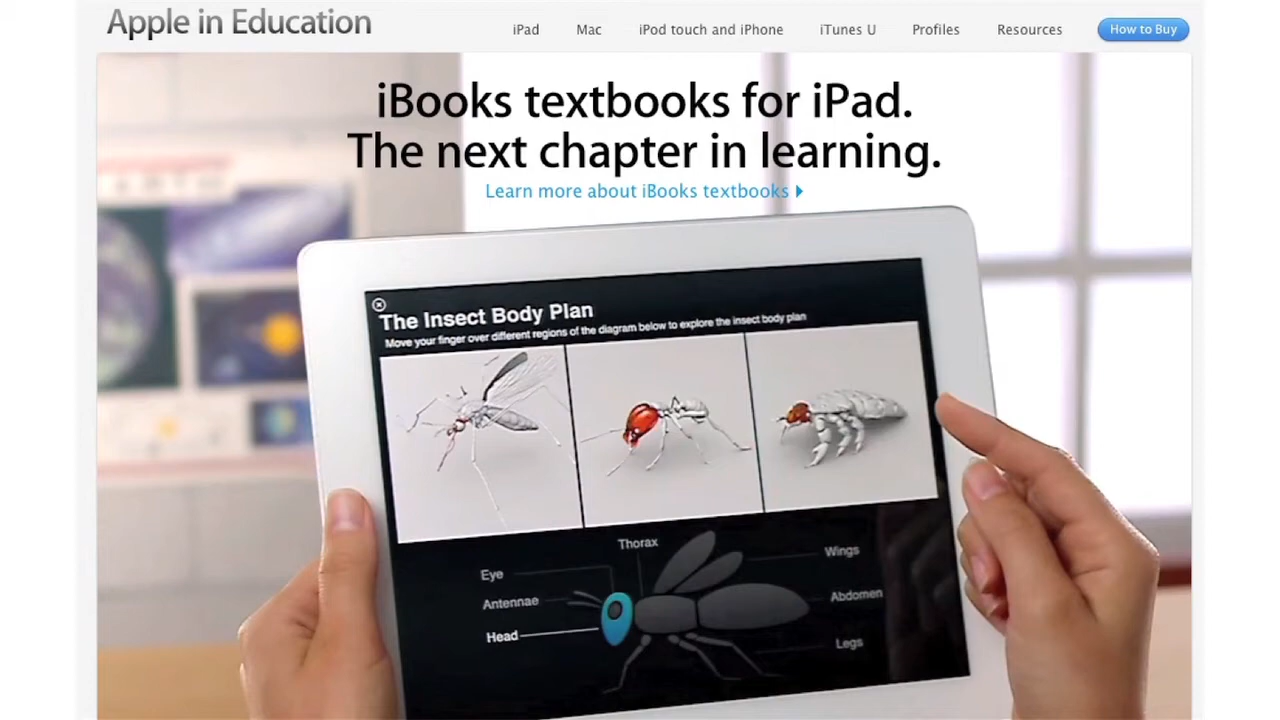 Apple in Education
iPad Mac iPod touch and iPhone iTunes U Profiles Resources How to Buy
iBooks textbooks for iPad.
The next chapter in learning.
Learn more about iBooks textbooks
The Insect Body Plan
Move your finger over different regions of the diagram below to explore the insect body plan
Thorax
Eye
Wings
Antennae
Abdomen
Head
Legs